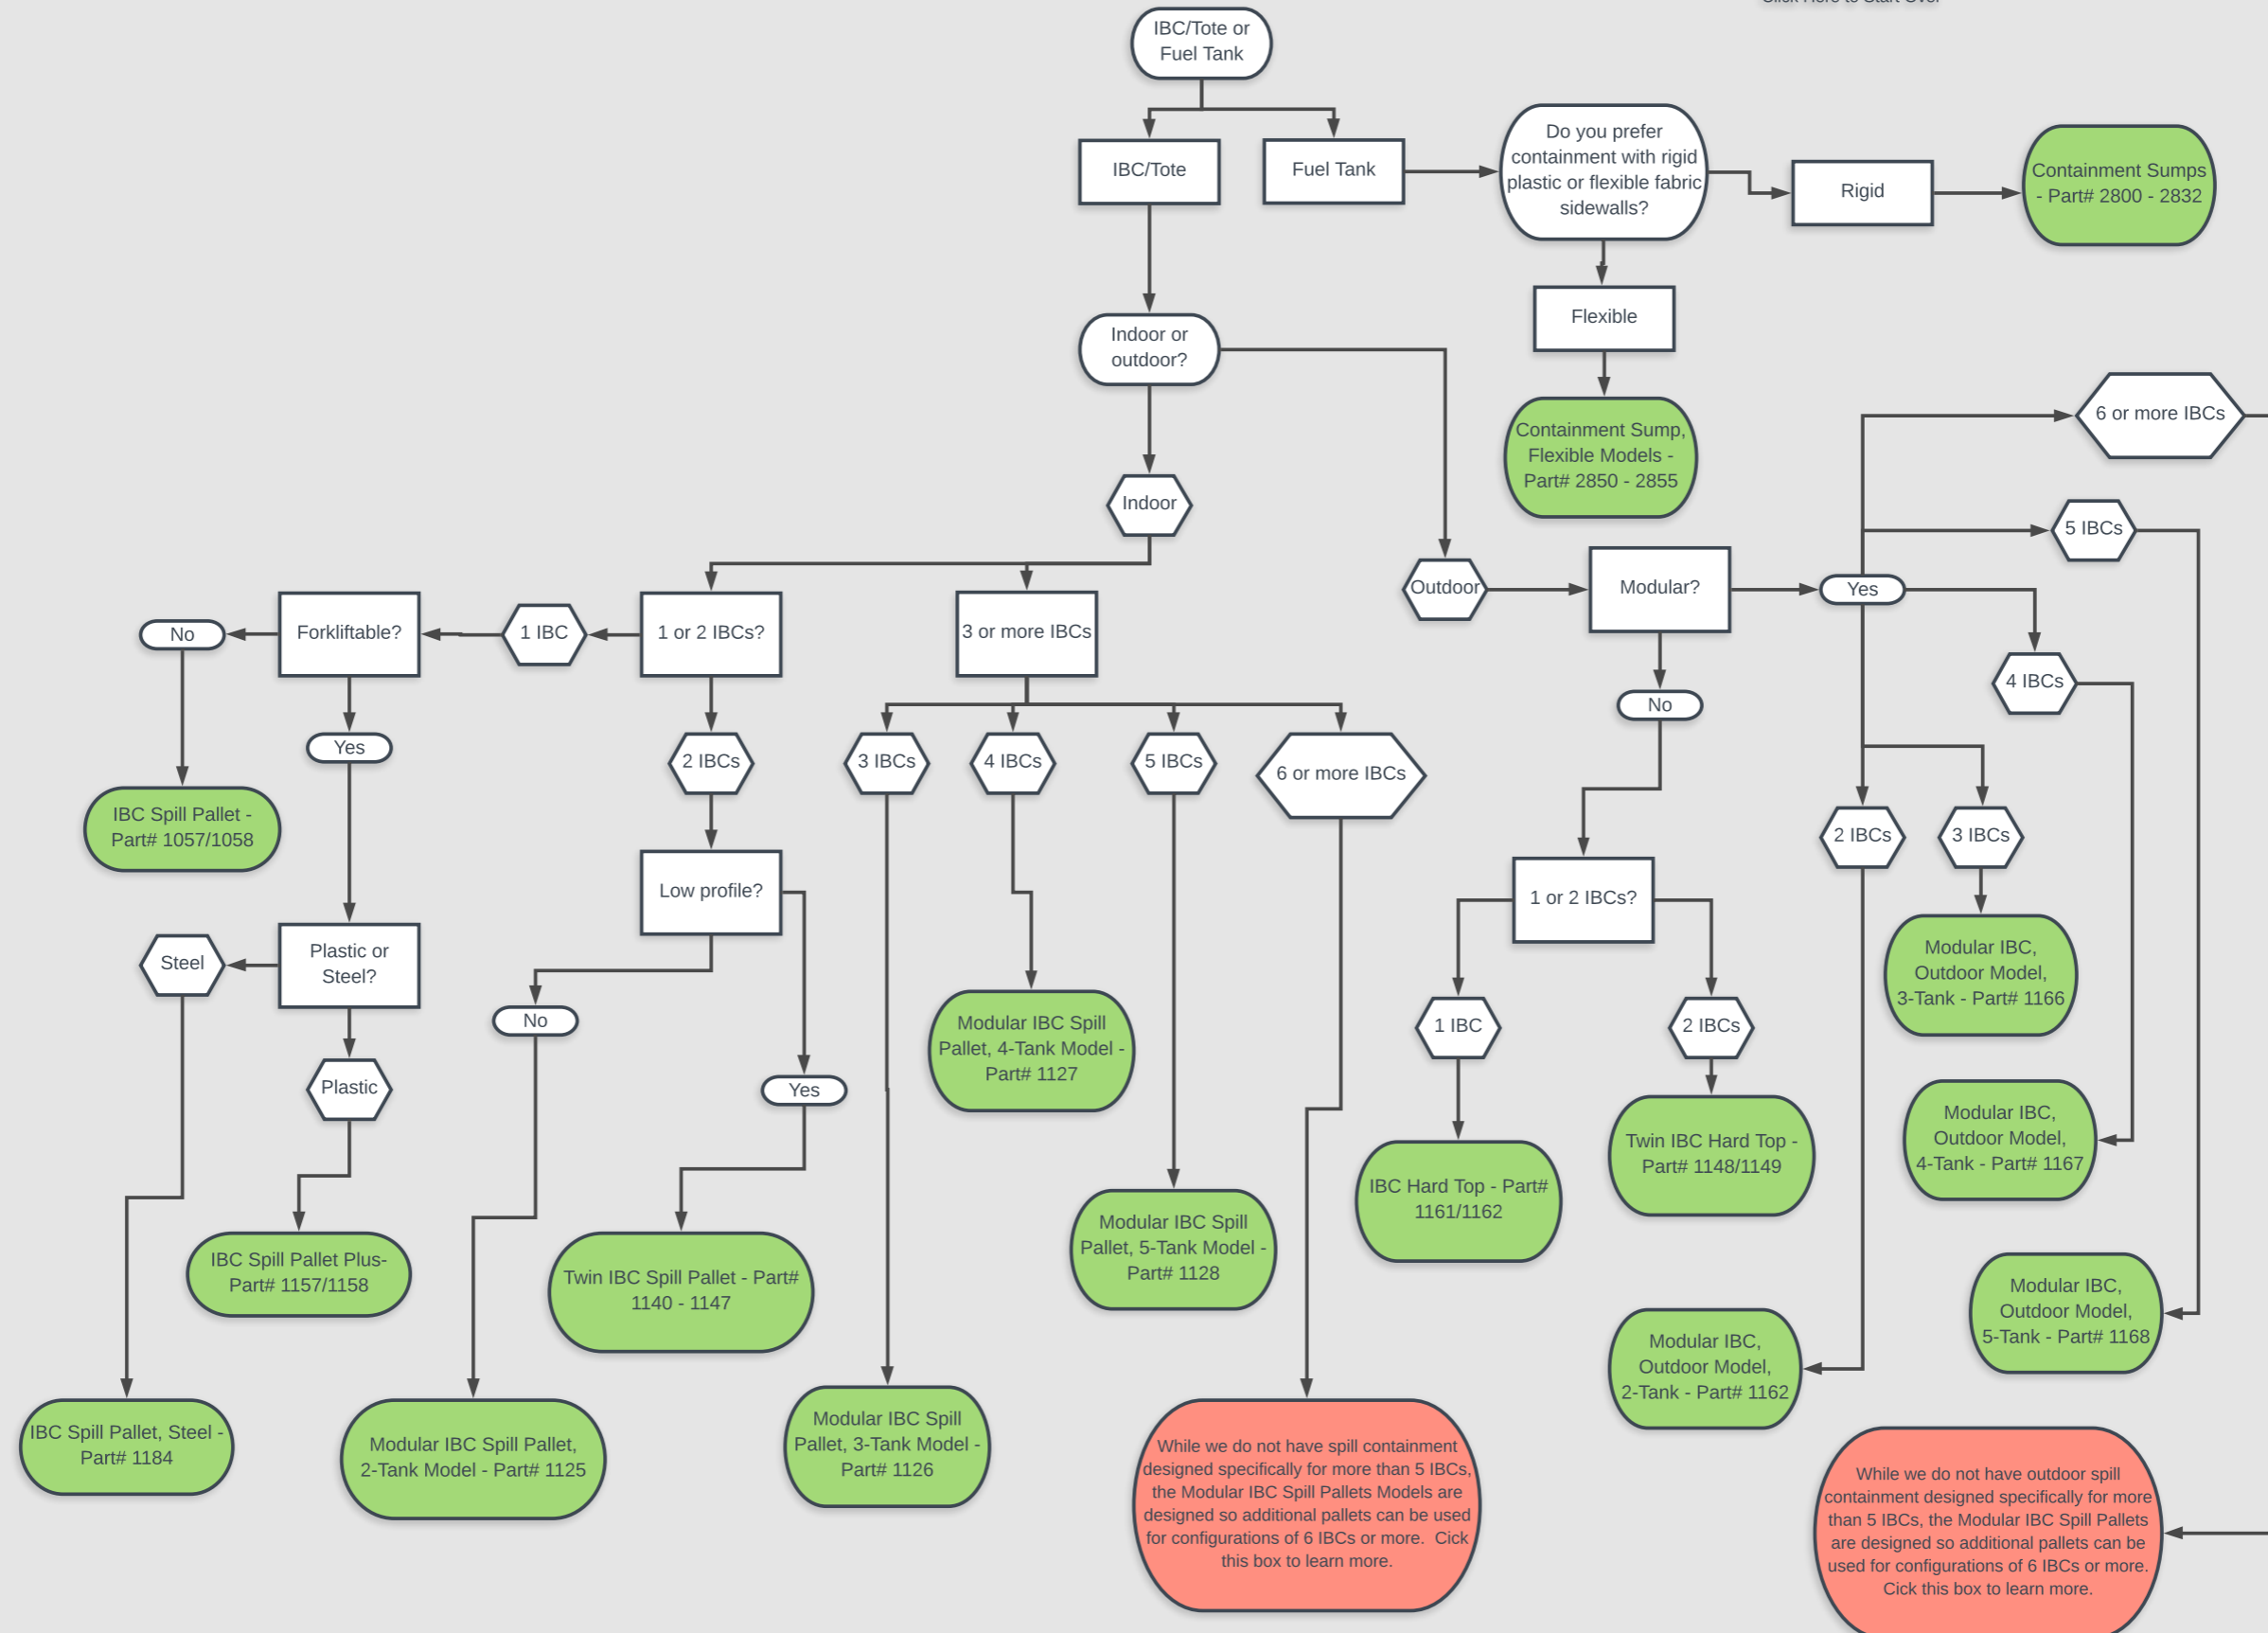 Click Here to Start Over
IBC/Tote or
Fuel Tank
IBC/Tote
Fuel Tank
Do you prefer
containment with rigid
plastic or flexible fabric
sidewalls?
Rigid
Containment Sumps
- Part# 2800 - 2832
Flexible
Containment Sump,
Flexible Models -
Part# 2850 - 2855
Indoor or
outdoor?
Indoor
Outdoor
Modular?
Yes
6 or more IBCs
5 IBCs
4 IBCs
No
Forkliftable?
1 IBC
1 or 2 IBCs?
3 or more IBCs
No
Yes
2 IBCs
3 IBCs
4 IBCs
5 IBCs
6 or more IBCs
IBC Spill Pallet -
Part# 1057/1058
Low profile?
1 or 2 IBCs?
2 IBCs
3 IBCs
Steel
Plastic or
Steel?
Plastic
No
Yes
Modular IBC Spill
Pallet, 4-Tank Model -
Part# 1127
1 IBC
2 IBCs
Modular IBC,
Outdoor Model,
3-Tank - Part# 1166
Modular IBC,
Outdoor Model,
4-Tank - Part# 1167
IBC Spill Pallet Plus-
Part# 1157/1158
Twin IBC Spill Pallet - Part#
1140 - 1147
Modular IBC Spill
Pallet, 5-Tank Model -
Part# 1128
IBC Hard Top - Part#
1161/1162
Twin IBC Hard Top -
Part# 1148/1149
Modular IBC,
Outdoor Model,
5-Tank - Part# 1168
Modular IBC,
Outdoor Model,
2-Tank - Part# 1162
IBC Spill Pallet, Steel -
Part# 1184
Modular IBC Spill Pallet,
2-Tank Model - Part# 1125
Modular IBC Spill
Pallet, 3-Tank Model -
Part# 1126
While we do not have spill containment
designed specifically for more than 5 IBCs,
the Modular IBC Spill Pallets Models are
designed so additional pallets can be used
for configurations of 6 IBCs or more.  Cick
this box to learn more.
While we do not have outdoor spill
containment designed specifically for more
than 5 IBCs, the Modular IBC Spill Pallets
are designed so additional pallets can be
used for configurations of 6 IBCs or more.
Cick this box to learn more.